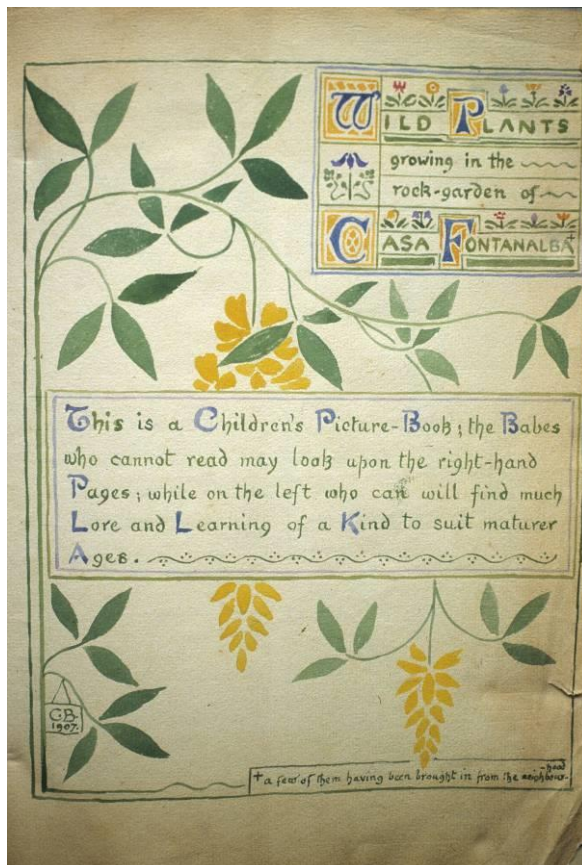 WILD PLANTS
growing in the
rock-garden of
CASA FONTANALBA+
This is a Children's Picture-Book; the Babes
who cannot read may look upon the right-hand
Pages; while on the left who can will find much
Lore and Learning of a Kind to suit maturer
Ages.
C.B.
1907.
+ a few of them having been brought in from the neighbour-
-hood